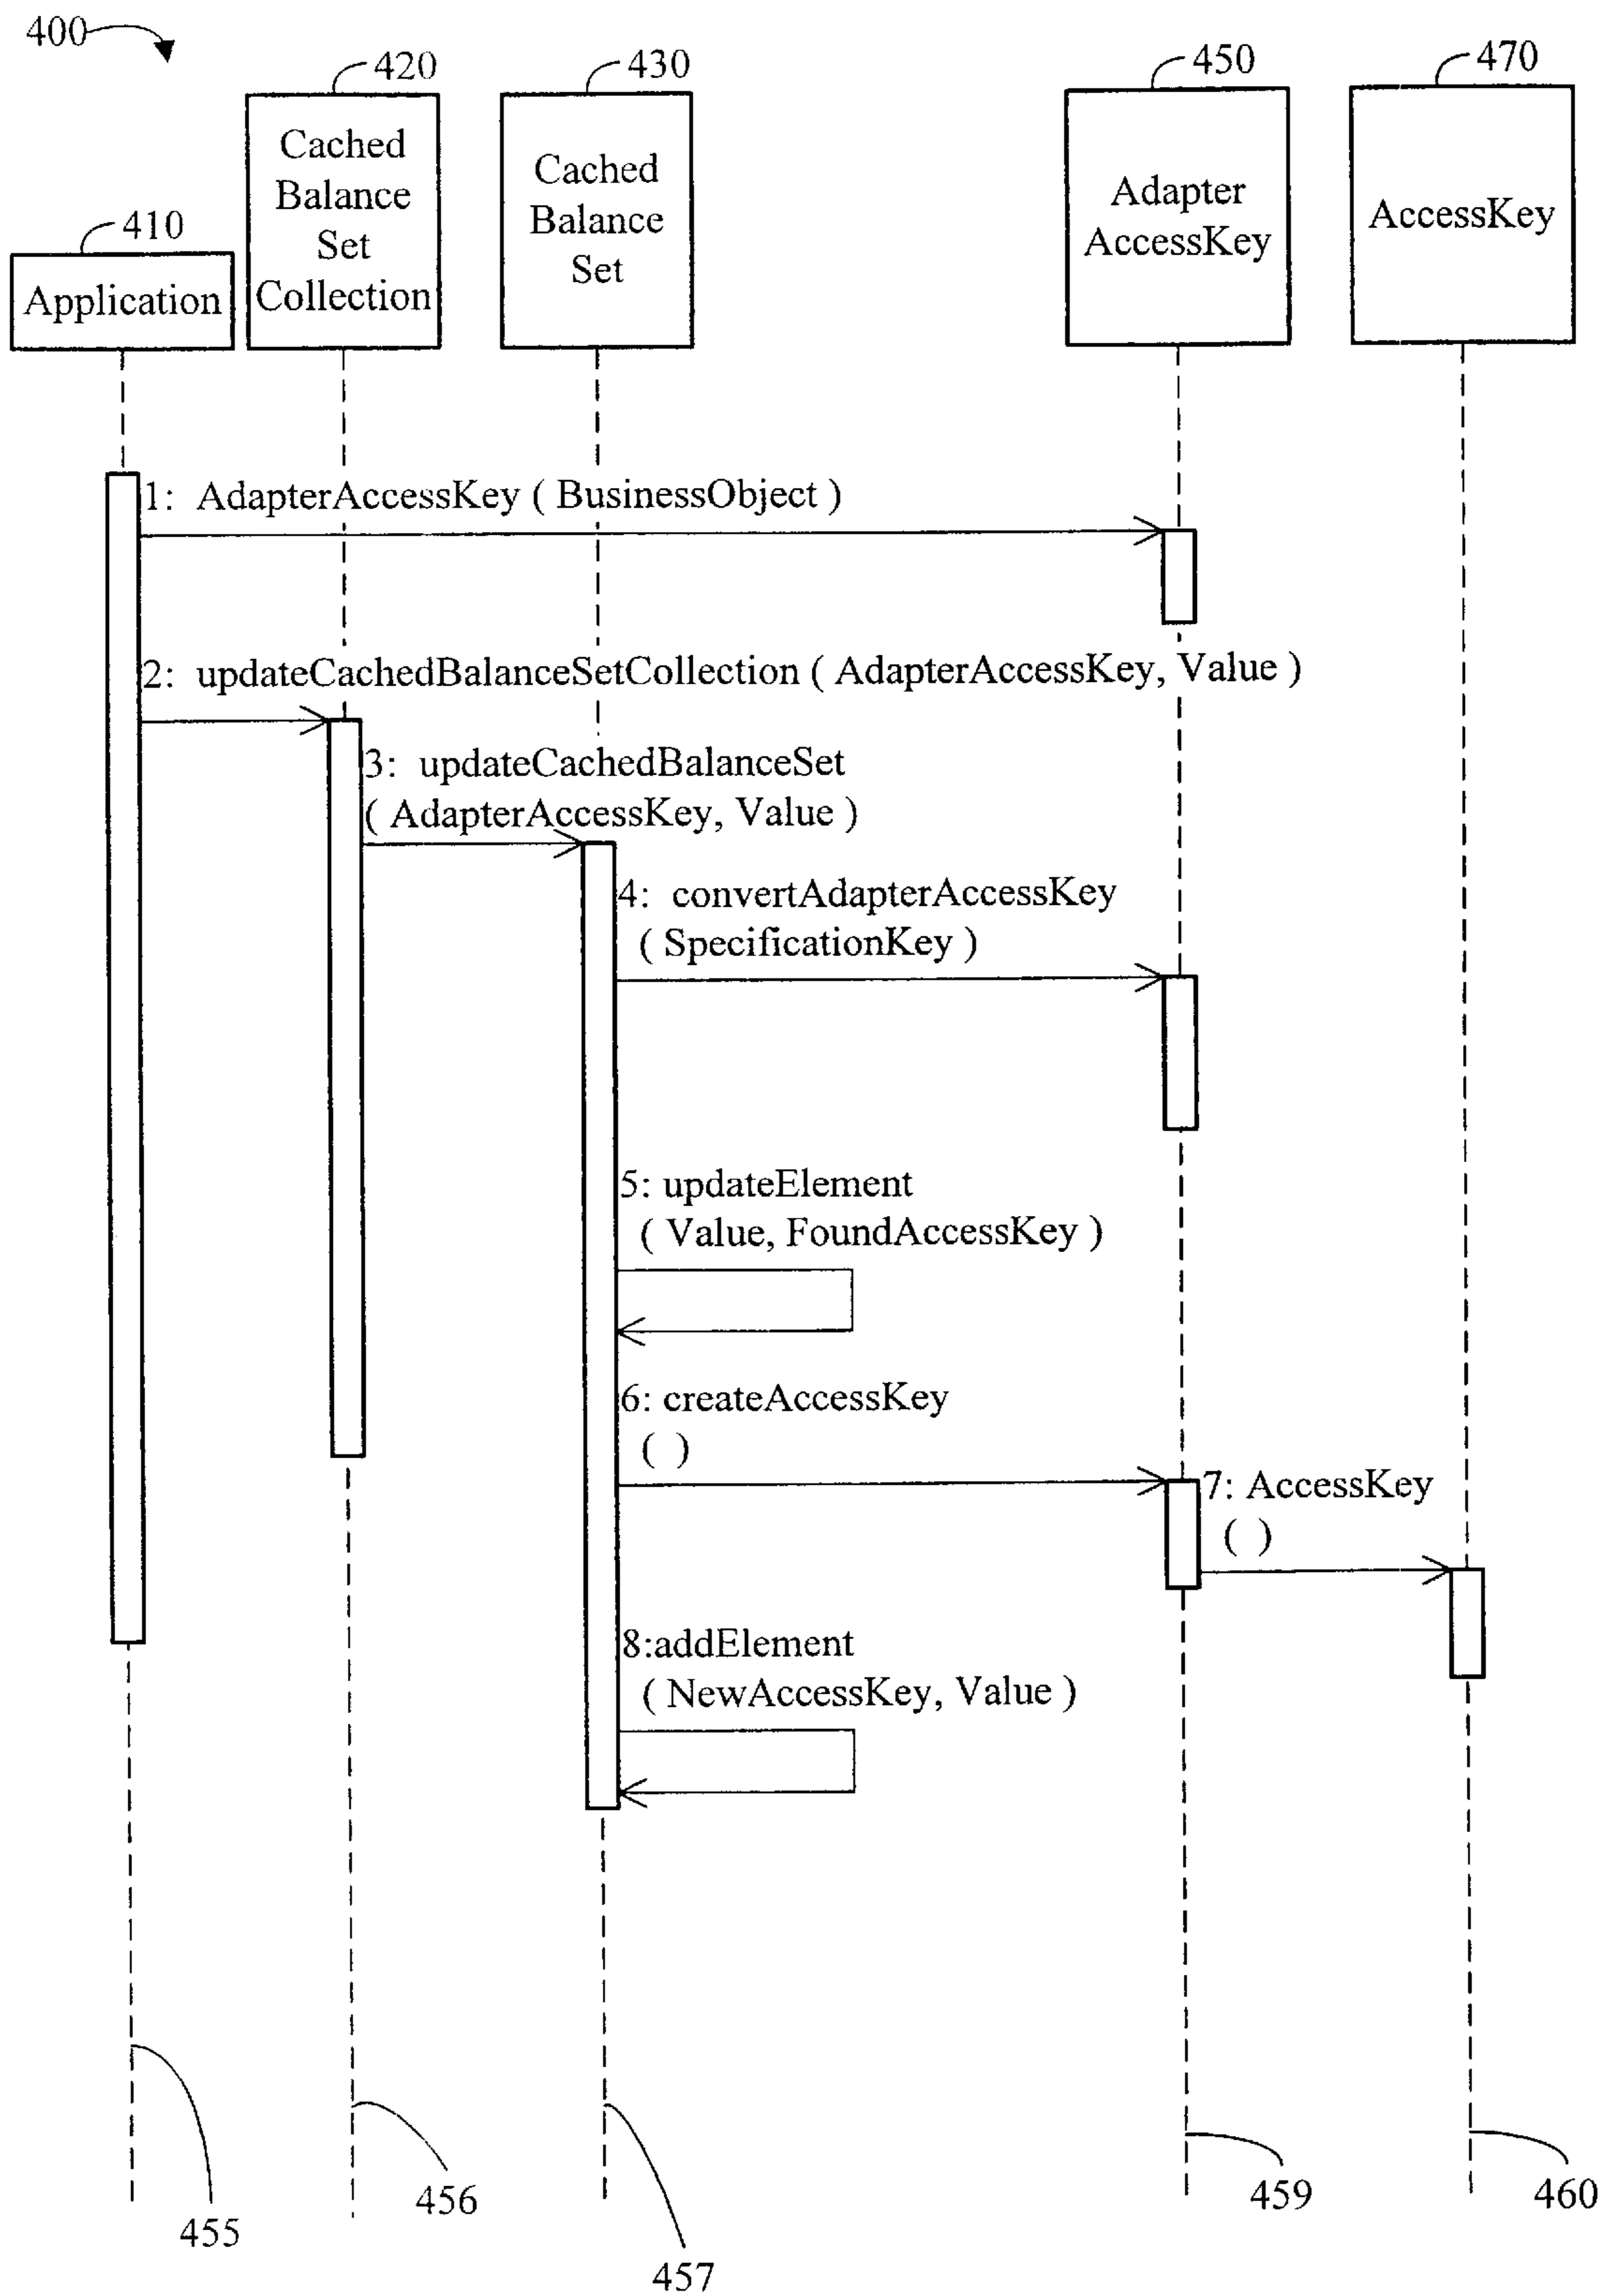 400
420
430
450
470
410
Cached
Balance
Set
Collection
Cached
Balance
Set
Adapter
AccessKey
AccessKey
Application
1: AdapterAccessKey ( BusinessObject )
2: updateCachedBalanceSetCollection ( AdapterAccessKey, Value )
3: updateCachedBalanceSet
( AdapterAccessKey, Value )
4: convertAdapterAccessKey
( SpecificationKey )
5: updateElement
( Value, FoundAccessKey )
6: createAccessKey
( )
7: AccessKey
( )
8:addElement
( NewAccessKey, Value )
455
456
457
459
460